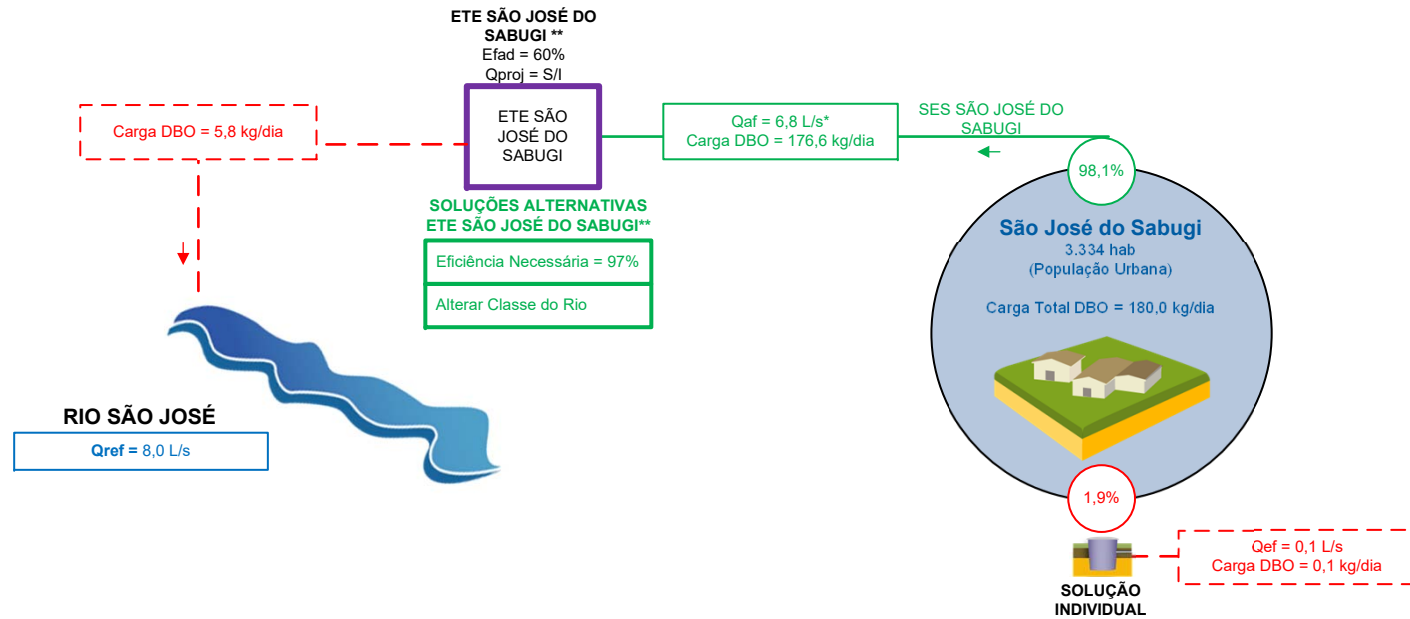 ETE SÃO JOSÉ DO
SABUGI **
Efad = 60%
Qproj = S/I
ETE SÃO
JOSÉ DO
SABUGI
Carga DBO = 5,8 kg/dia
Qaf = 6,8 L/s*
Carga DBO = 176,6 kg/dia
SES SÃO JOSÉ DO
SABUGI
98,1%
São José do Sabugi
3.334 hab
(População Urbana)
Carga Total DBO = 180,0 kg/dia
SOLUÇÕES ALTERNATIVAS
ETE SÃO JOSÉ DO SABUGI**
Eficiência Necessária = 97%
Alterar Classe do Rio
RIO SÃO JOSÉ
Qref = 8,0 L/s
1,9%
Qef = 0,1 L/s
Carga DBO = 0,1 kg/dia
SOLUÇÃO
INDIVIDUAL